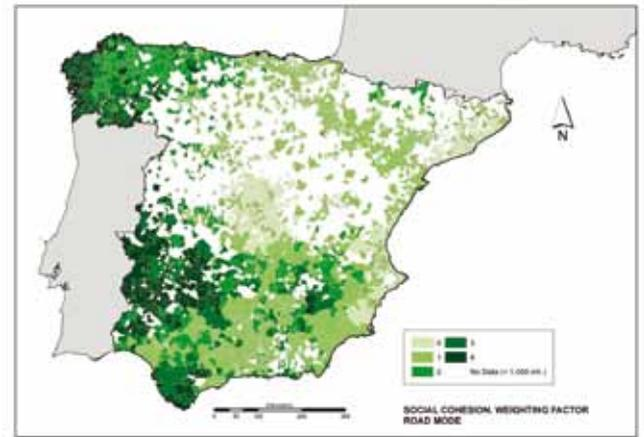 N
0 3
1 4
2 No Data (< 1.000 inh.)
SOCIAL COHESION. WEIGHTING FACTOR
ROAD MODE